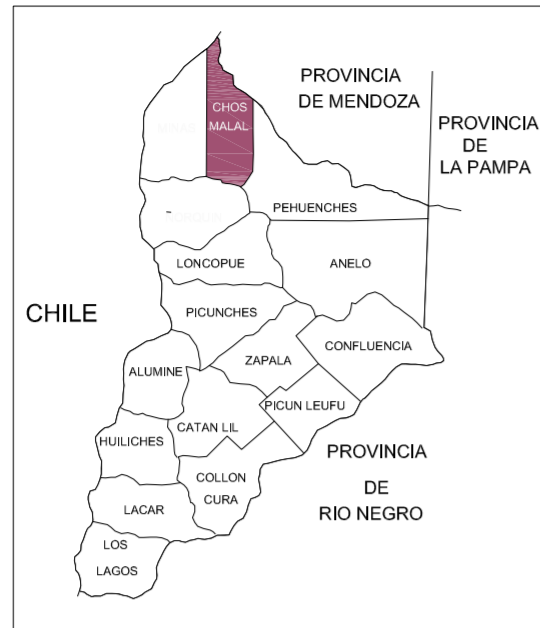 PROVINCIA
DE MENDOZA
PROVINCIA
DE
LA PAMPA
CHOS
MALAL
MINAS
PEHUENCHES
LONCOPUE
ANELO
CHILE
PICUNCHES
CONFLUENCIA
ZAPALA
ALUMINE
PICUN LEUFU
CATAN LIL
HUILICHES
PROVINCIA
DE
RIO NEGRO
COLLON
CURA
LACAR
LOS
LAGOS